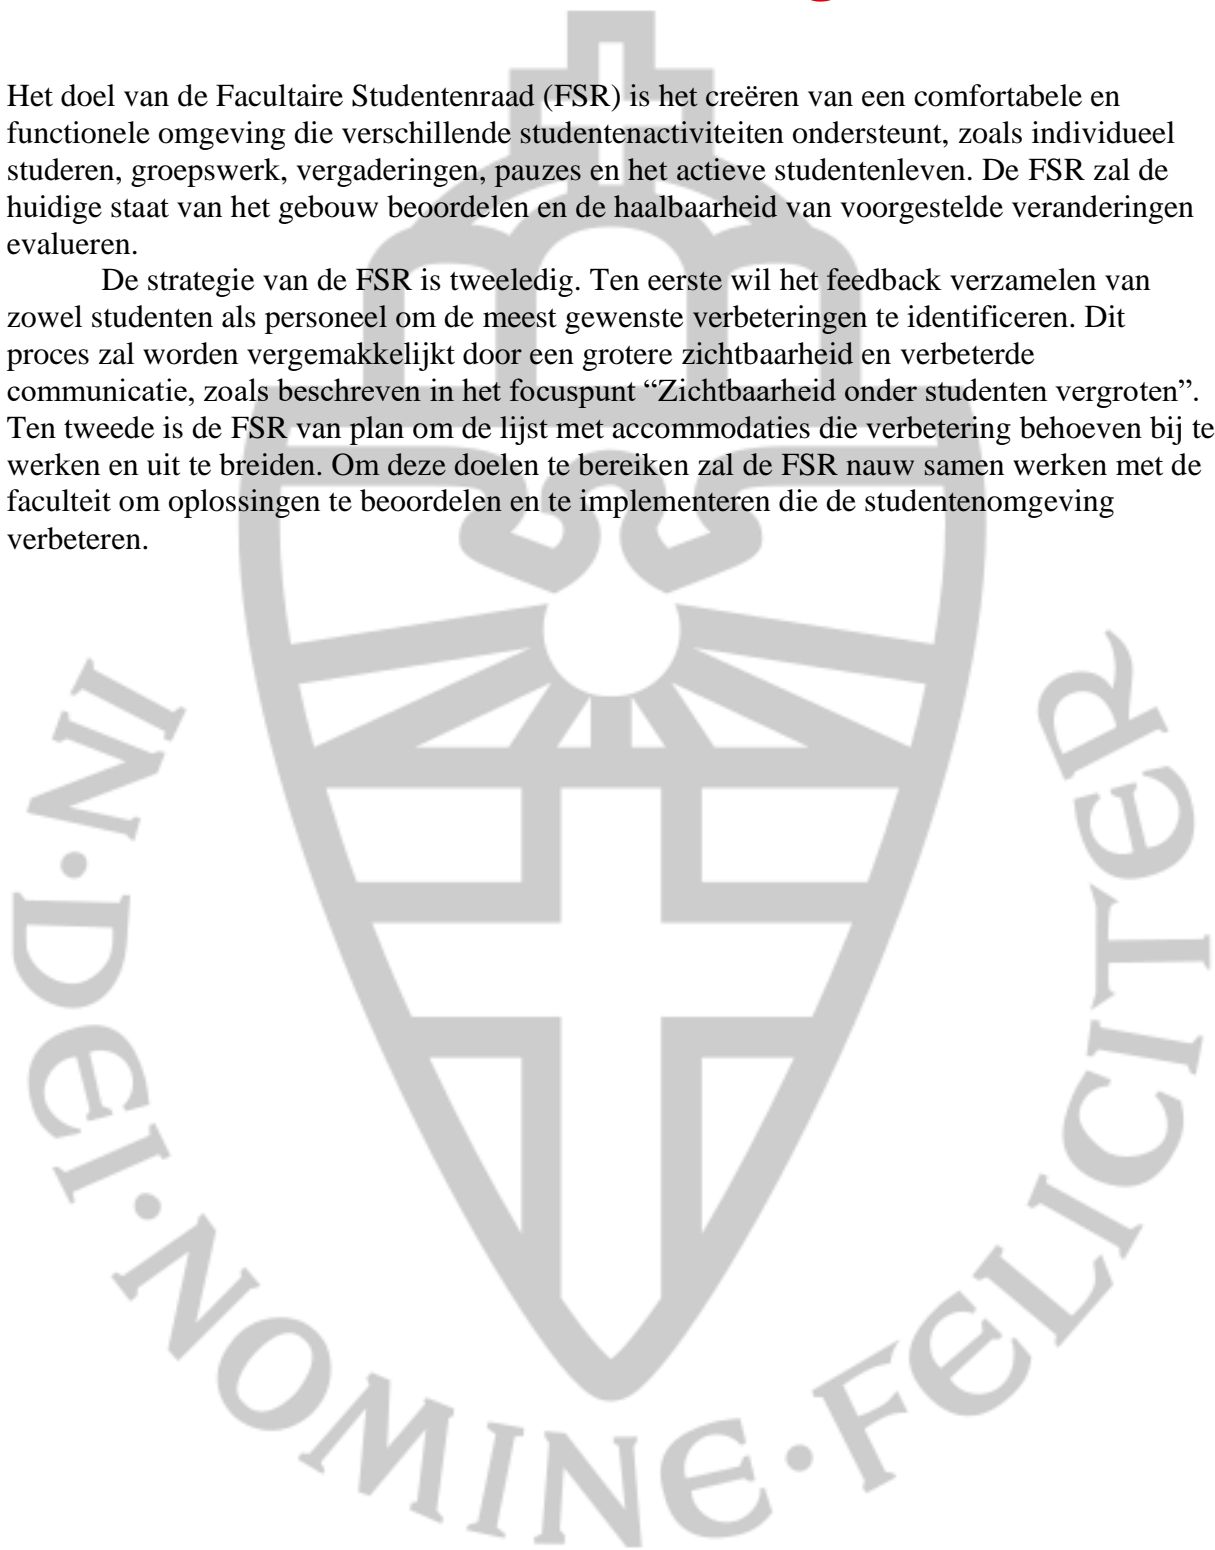 Het doel van de Facultaire Studentenraad (FSR) is het creëren van een comfortabele en
functionele omgeving die verschillende studentenactiviteiten ondersteunt, zoals individueel
studeren, groepswerk, vergaderingen, pauzes en het actieve studentenleven. De FSR zal de
huidige staat van het gebouw beoordelen en de haalbaarheid van voorgestelde veranderingen
evalueren.
De strategie van de FSR is tweeledig. Ten eerste wil het feedback verzamelen van
zowel studenten als personeel om de meest gewenste verbeteringen te identificeren. Dit
proces zal worden vergemakkelijkt door een grotere zichtbaarheid en verbeterde
communicatie, zoals beschreven in het focuspunt “Zichtbaarheid onder studenten vergroten”.
Ten tweede is de FSR van plan om de lijst met accommodaties die verbetering behoeven bij te
werken en uit te breiden. Om deze doelen te bereiken zal de FSR nauw samen werken met de
faculteit om oplossingen te beoordelen en te implementeren die de studentenomgeving
verbeteren.
IN·DEI·NOMINE·FELICITER